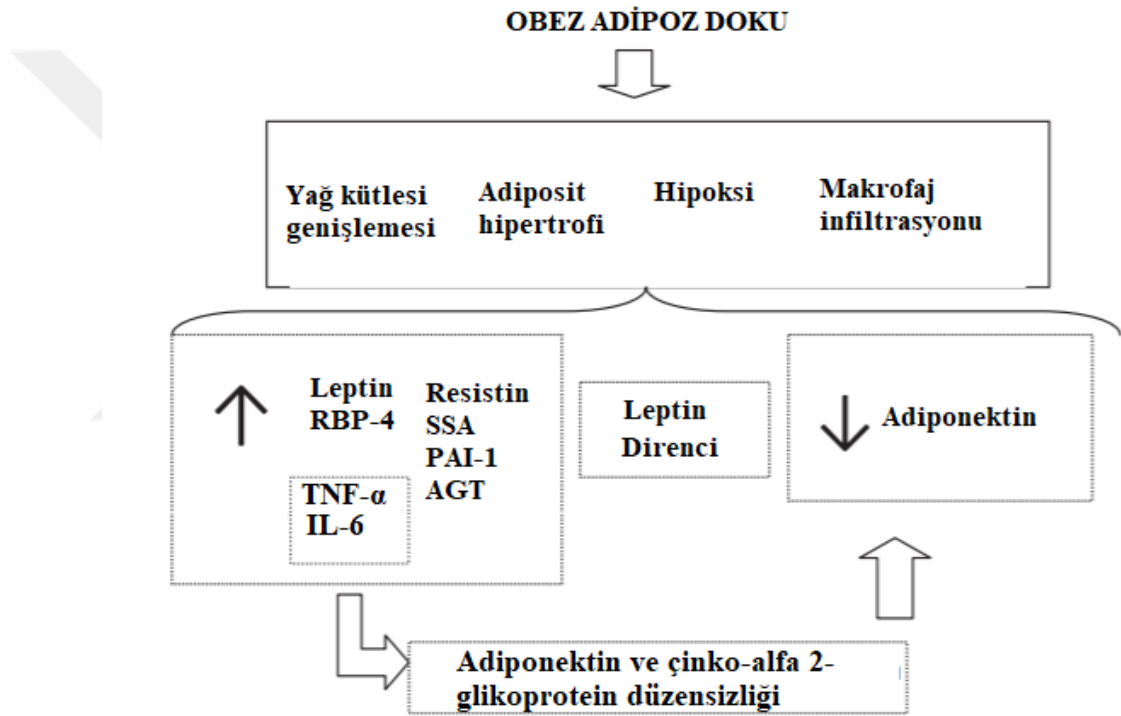 OBEZ ADİPOZ DOKU
Yağ kütlesi
genişlemesi
Adiposit
hipertrofi
Hipoksi
Makrofaj
infiltrasyonu
Leptin
RBP-4
TNF-α
IL-6
Resistin
SSA
PAI-1
AGT
Leptin
Direnci
Adiponektin
Adiponektin ve çinko-alfa 2-
glikoprotein düzensizliği